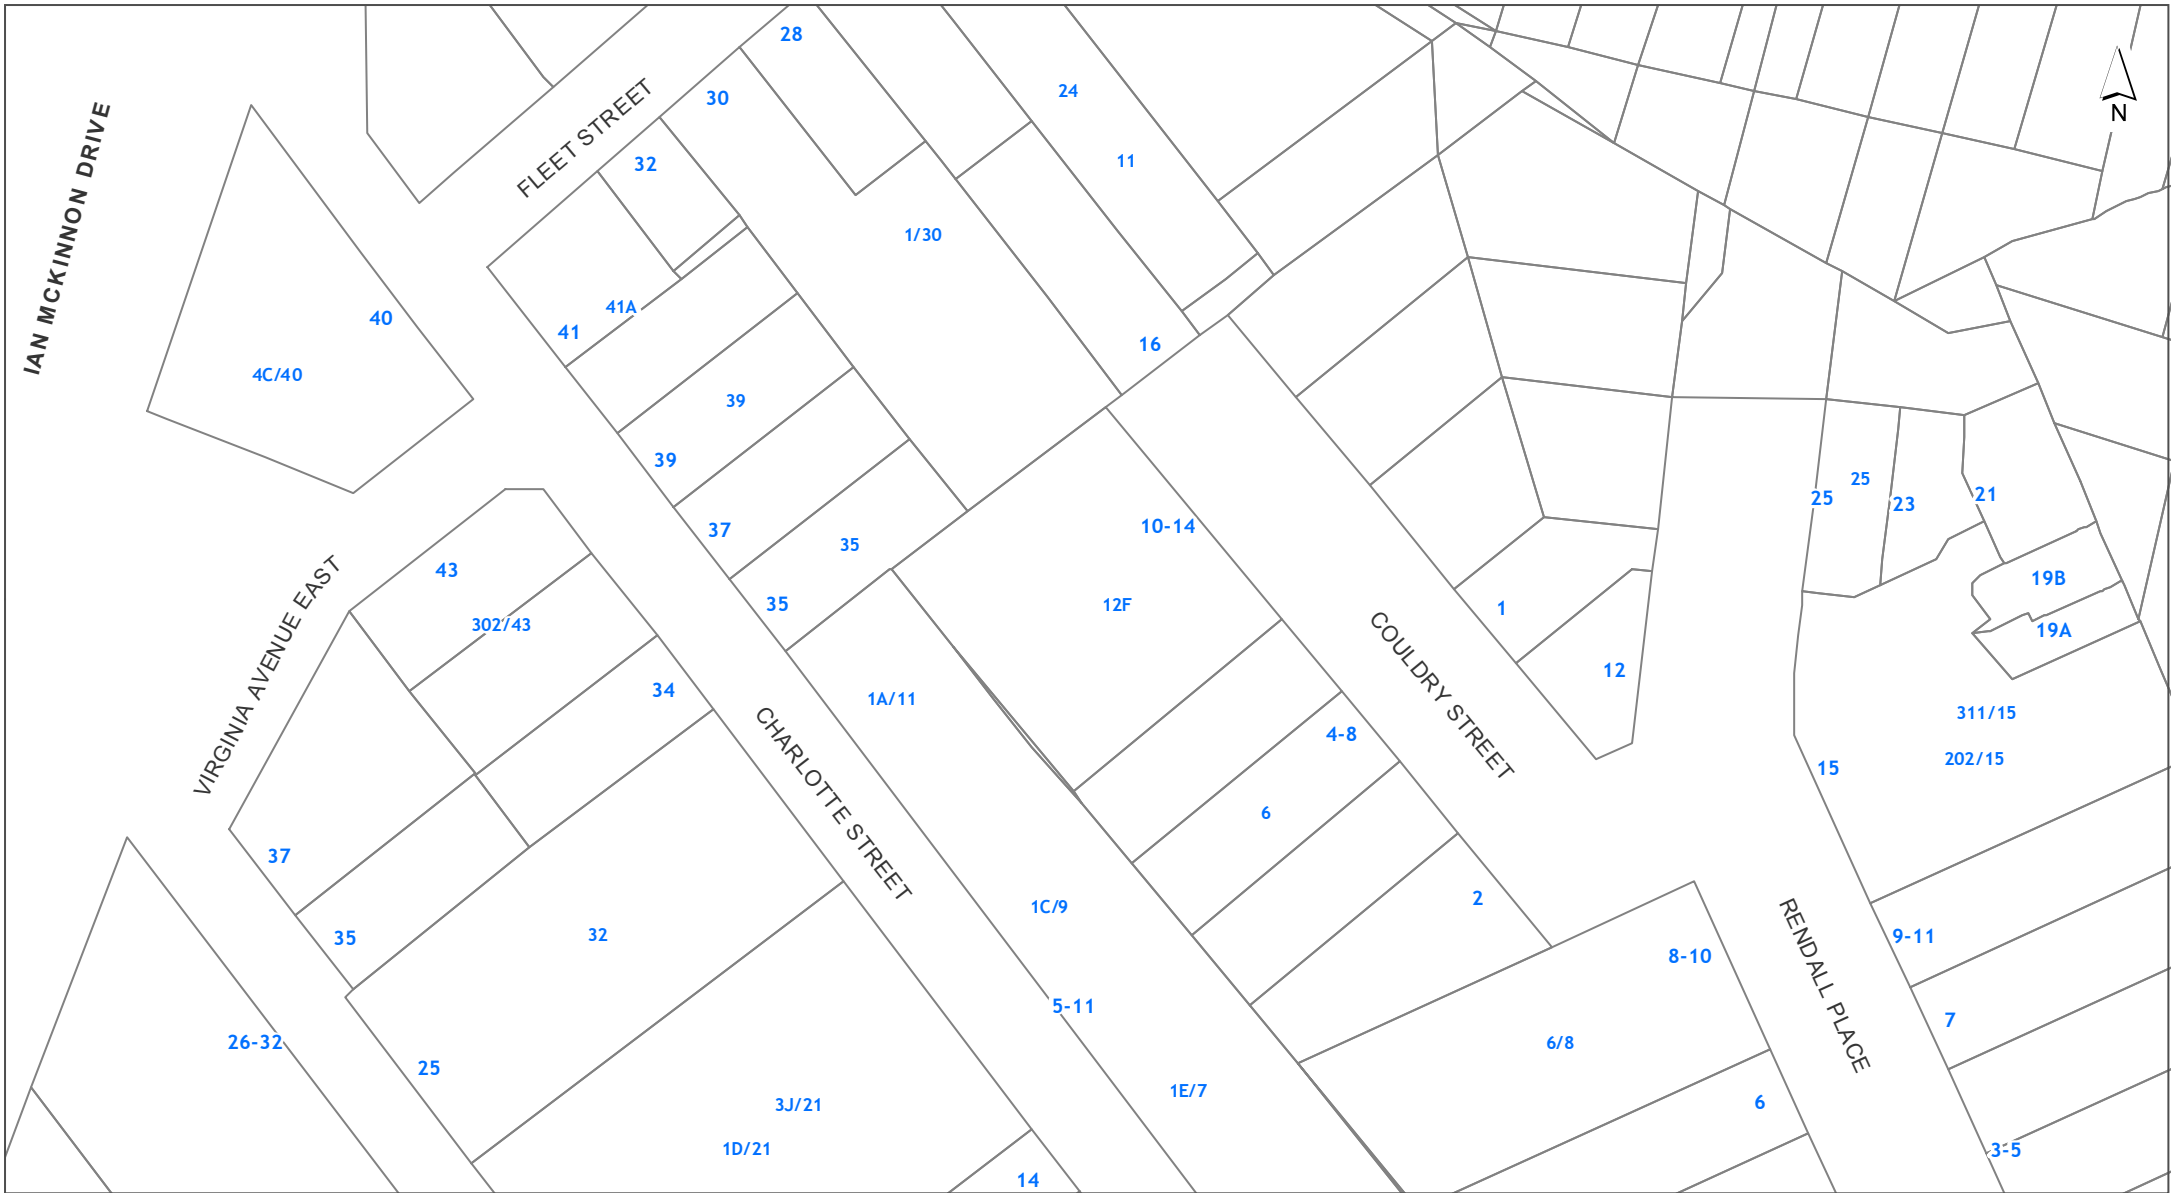 28
24
30
N
FLEET STREET
32
11
IAN MCKINNON DRIVE
1/30
41A
40
41
16
4C/40
39
39
25
21
25
23
10-14
37
35
43
19B
35
12F
1
302/43
19A
VIRGINIA AVENUE EAST
12
COULDRY STREET
34
1A/11
311/15
4-8
202/15
15
CHARLOTTE STREET
6
37
2
1C/9
32
35
9-11
8-10
RENDALL PLACE
5-11
7
26-32
6/8
25
1E/7
3J/21
6
1D/21
3-5
14